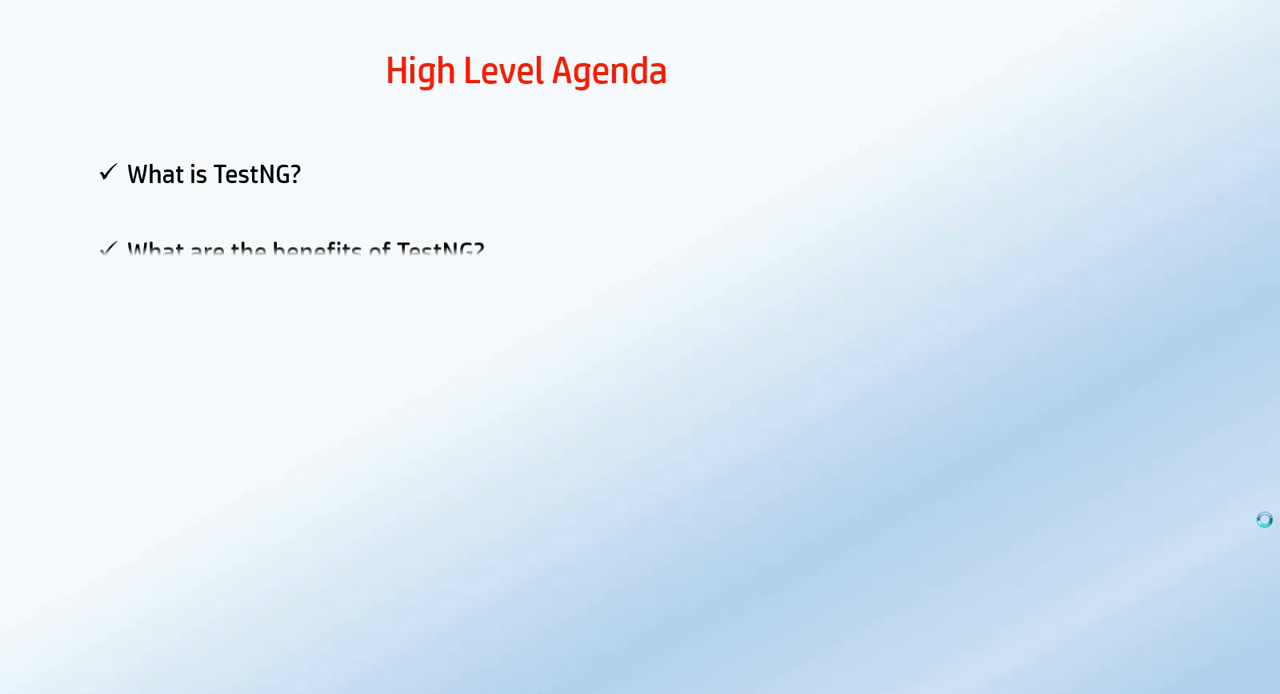 High Level Agenda
✓ What is TestNG?
✓ What are the benefits of TestNG?